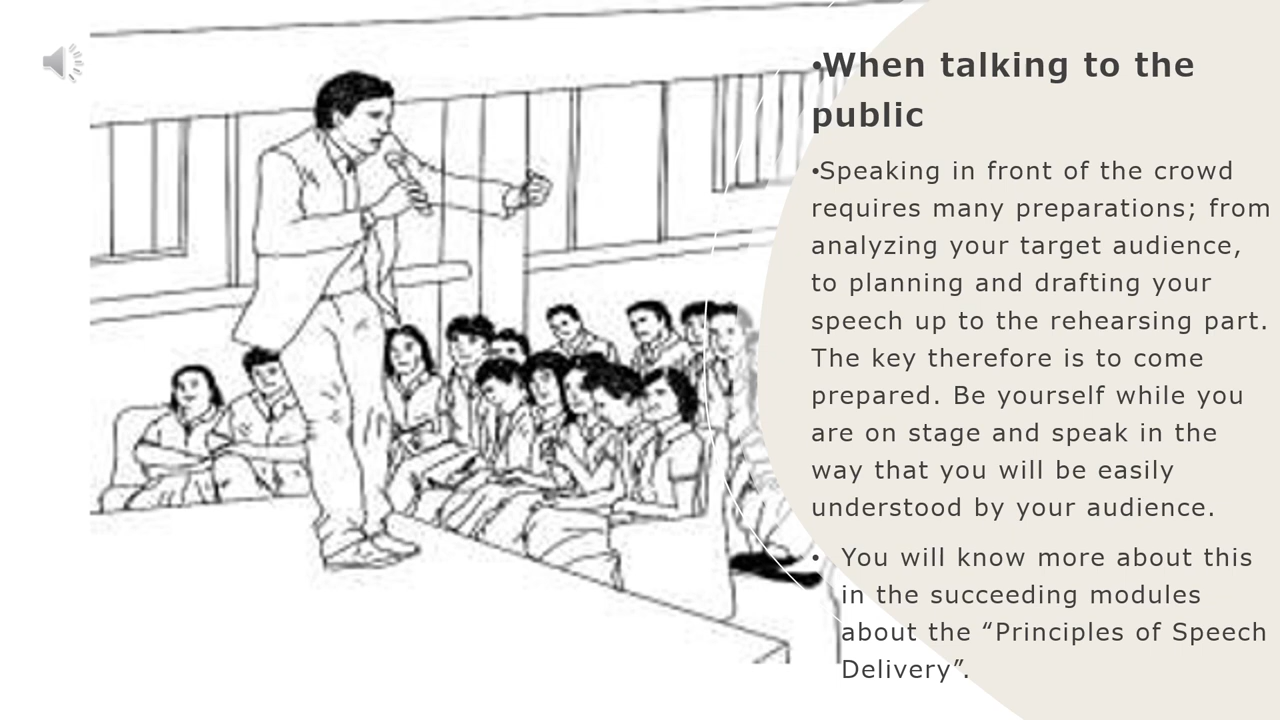 •When talking to the
public
•Speaking in front of the crowd
requires many preparations; from
analyzing your target audience,
to planning and drafting your
speech up to the rehearsing part.
The key therefore is to come
prepared. Be yourself while you
are on stage and speak in the
way that you will be easily
understood by your audience.
• You will know more about this
in the succeeding modules
about the “Principles of Speech
Delivery”.